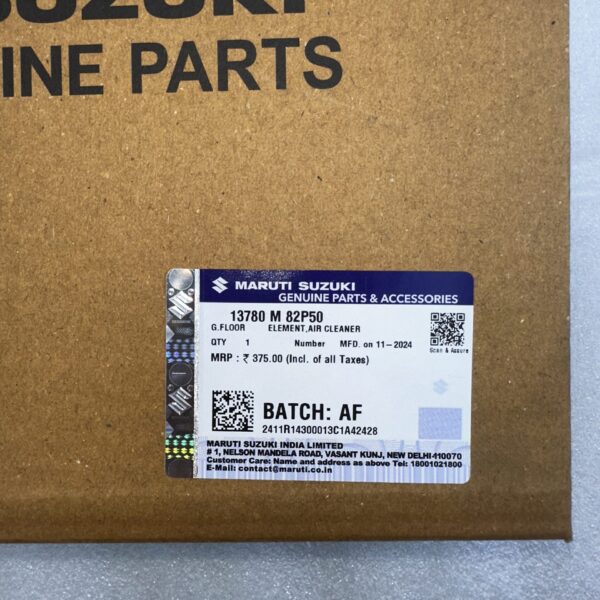 SUZUKI
INE PARTS
MARUTI SUZUKI
GENUINE PARTS & ACCESSORIES
13780 M 82P50
G.FLOOR ELEMENT,AIR CLEANER
QTY 1 Number MFD. on 11-2024
Scan & Assure
MRP : ₹ 375.00 (Incl. of all Taxes)
BATCH: AF
2411R14300013C1A42428
MARUTI SUZUKI INDIA LIMITED
# 1, NELSON MANDELA ROAD, VASANT KUNJ, NEW DELHI-110070
Customer Care: Name and address as above Tel: 18001021800
E-Mail: contact@maruti.co.in